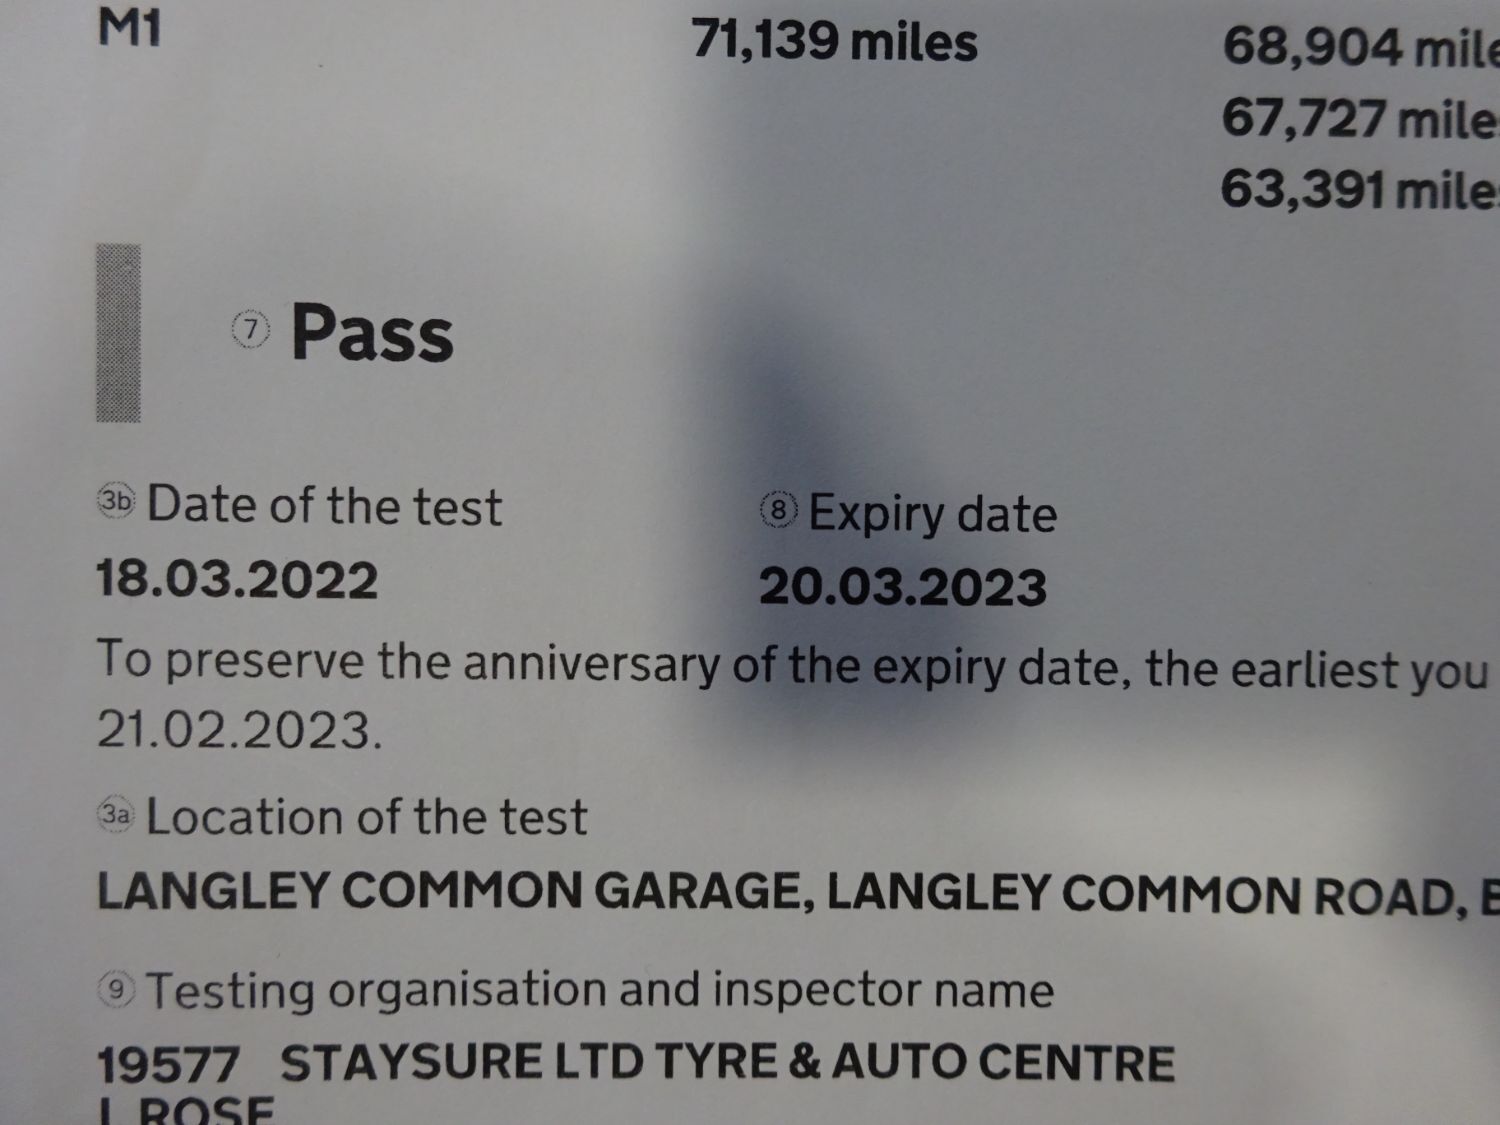 M1 71,139 miles 68,904 mile
67,727 mile
63,391 miles
7 Pass
3b Date of the test 8 Expiry date
18.03.2022 20.03.2023
To preserve the anniversary of the expiry date, the earliest you
21.02.2023.
3a Location of the test
LANGLEY COMMON GARAGE, LANGLEY COMMON ROAD,
9 Testing organisation and inspector name
19577 STAYSURE LTD TYRE & AUTO CENTRE
ROSE